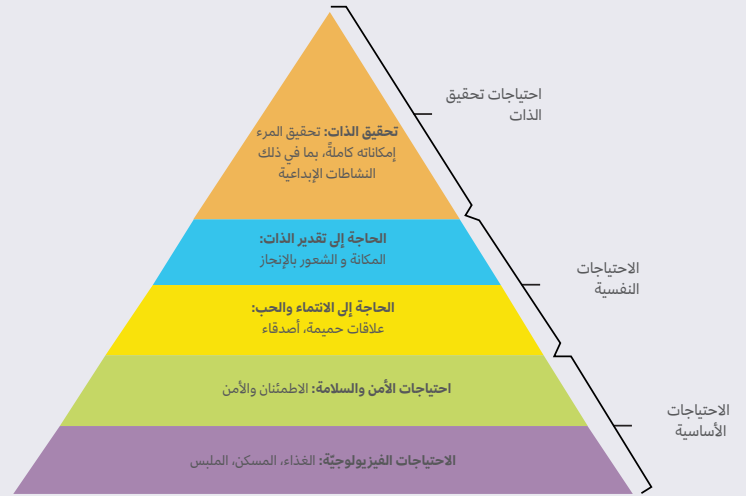 احتياجات تحقيق
الذات
تحقيق الذات: تحقيق المرء
إمكاناته كاملةً، بما في ذلك
النشاطات الإبداعية
الحاجة إلى تقدير الذات:
المكانة و الشعور بالإنجاز
الاحتياجات
النفسية
الحاجة إلى الانتماء والحب:
علاقات حميمة، أصدقاء
احتياجات الأمن والسلامة: الاطمئنان والأمن
الاحتياجات
الأساسية
الاحتياجات الفيزيولوجيّة: الغذاء، المسكن، الملبس